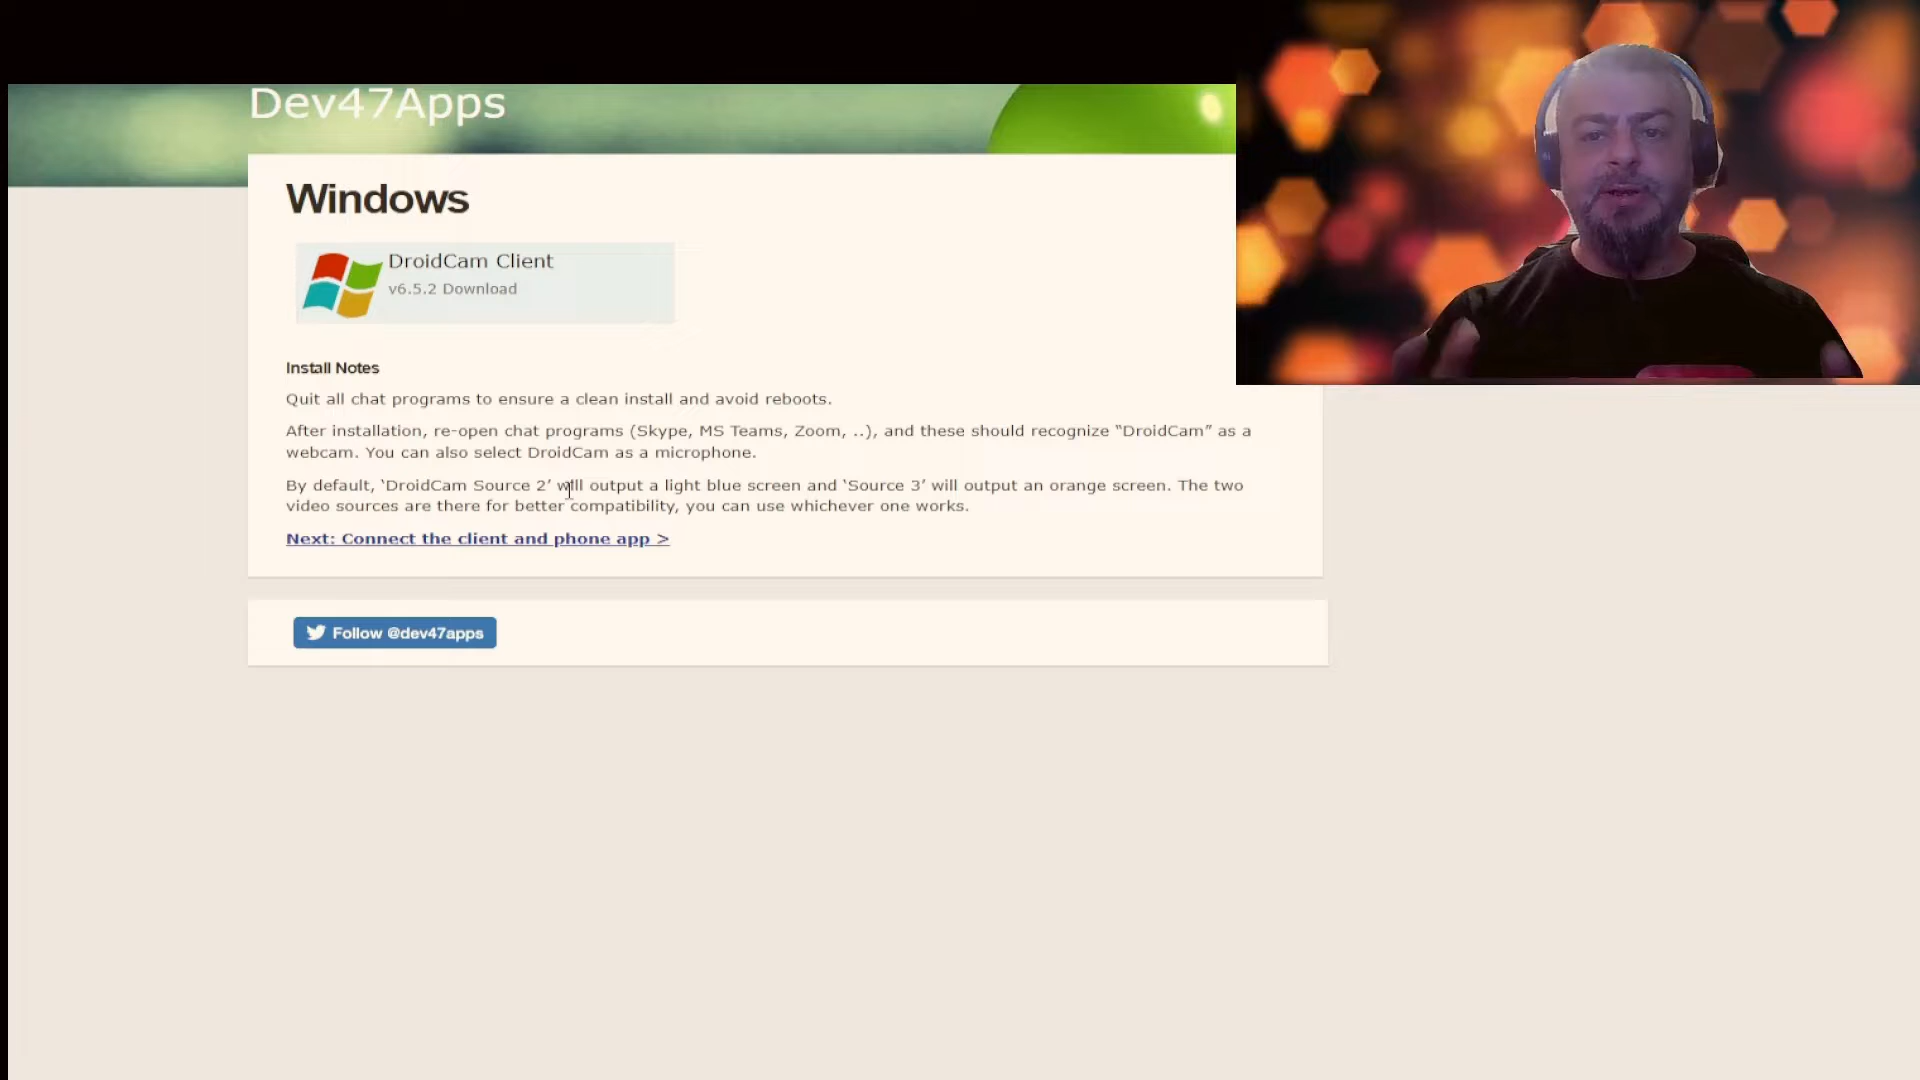 Dev47Apps
Windows
DroidCam Client
v6.5.2 Download
Install Notes
Quit all chat programs to ensure a clean install and avoid reboots.
After installation, re-open chat programs (Skype, MS Teams, Zoom, ..), and these should recognize “DroidCam” as a
webcam. You can also select DroidCam as a microphone.
By default, ‘DroidCam Source 2’ will output a light blue screen and ‘Source 3’ will output an orange screen. The two
video sources are there for better compatibility, you can use whichever one works.
Next: Connect the client and phone app >
Follow @dev47apps